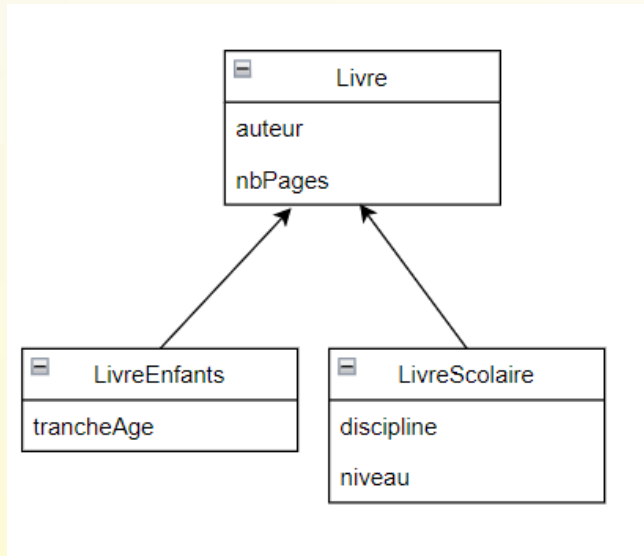 Livre
auteur
nbPages
LivreEnfants
trancheAge
LivreScolaire
discipline
niveau